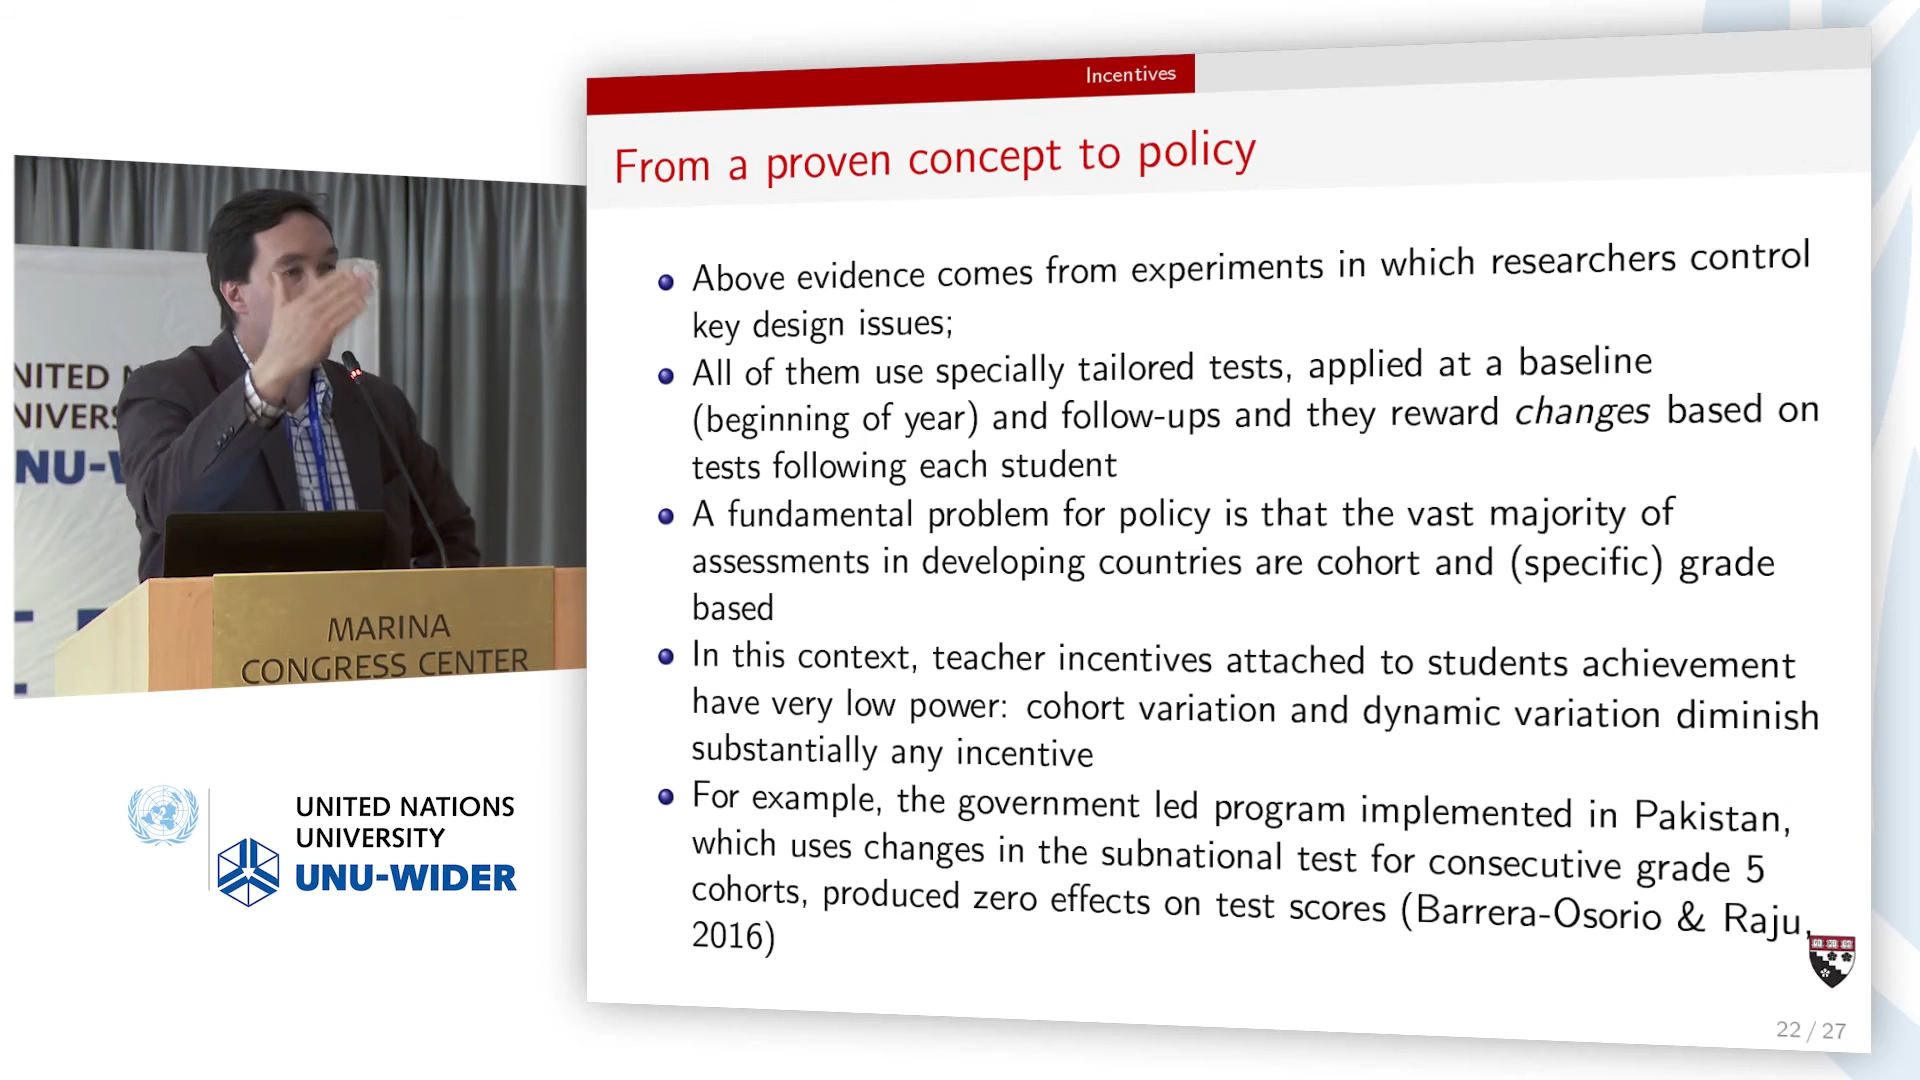 Incentives
From a proven concept to policy
Above evidence comes from experiments in which researchers control
key design issues;
All of them use specially tailored tests, applied at a baseline
(beginning of year) and follow-ups and they reward changes based on
tests following each student
A fundamental problem for policy is that the vast majority of
assessments in developing countries are cohort and (specific) grade
based
In this context, teacher incentives attached to students achievement
have very low power: cohort variation and dynamic variation diminish
substantially any incentive
For example, the government led program implemented in Pakistan,
which uses changes in the subnational test for consecutive grade 5
cohorts, produced zero effects on test scores (Barrera-Osorio & Raju,
2016)
22 / 27
NITED
NIVERS
NU-W
MARINA
CONGRESS CENTER
UNITED NATIONS
UNIVERSITY
UNU-WIDER